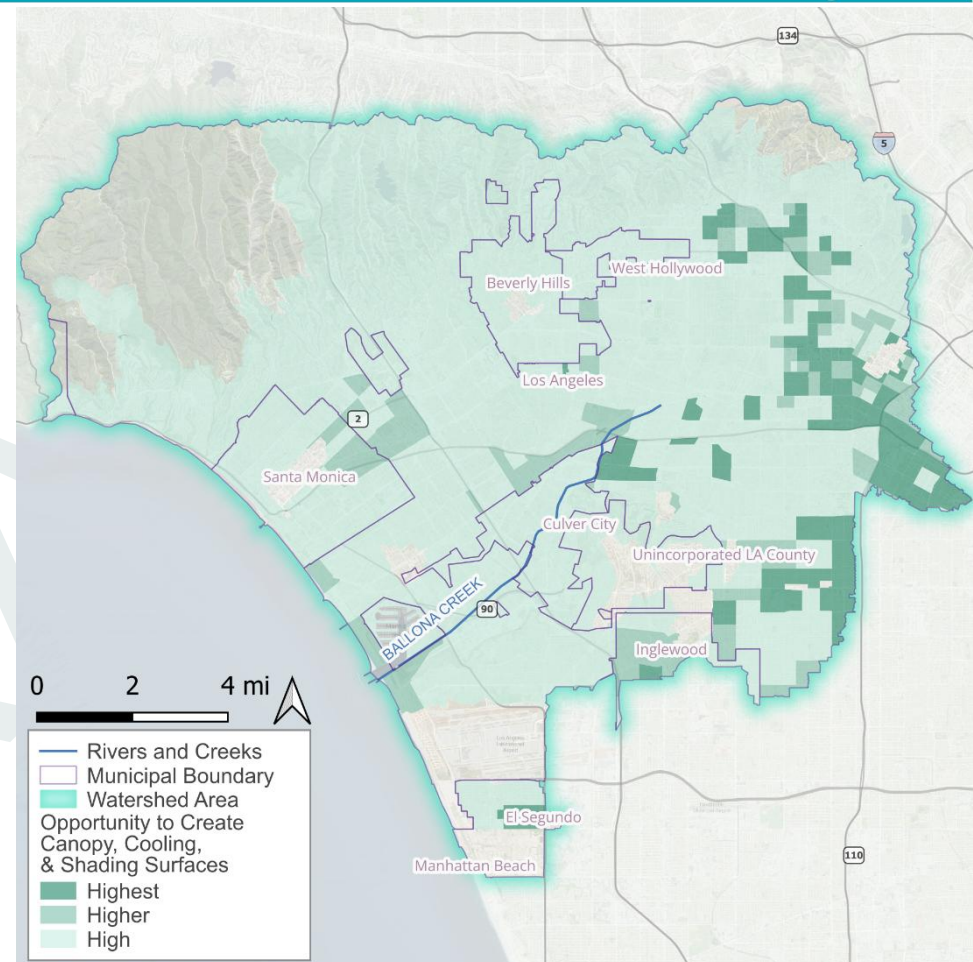 134
5
West Hollywood
Beverly Hills
Los Angeles
2
Santa Monica
Culver City
Unincorporated LA County
BALLONA CREEK
90
Inglewood
El Segundo
Manhattan Beach
110
0 2 4 mi
Rivers and Creeks
Municipal Boundary
Watershed Area
Opportunity to Create
Canopy, Cooling,
& Shading Surfaces
Highest
Higher
High